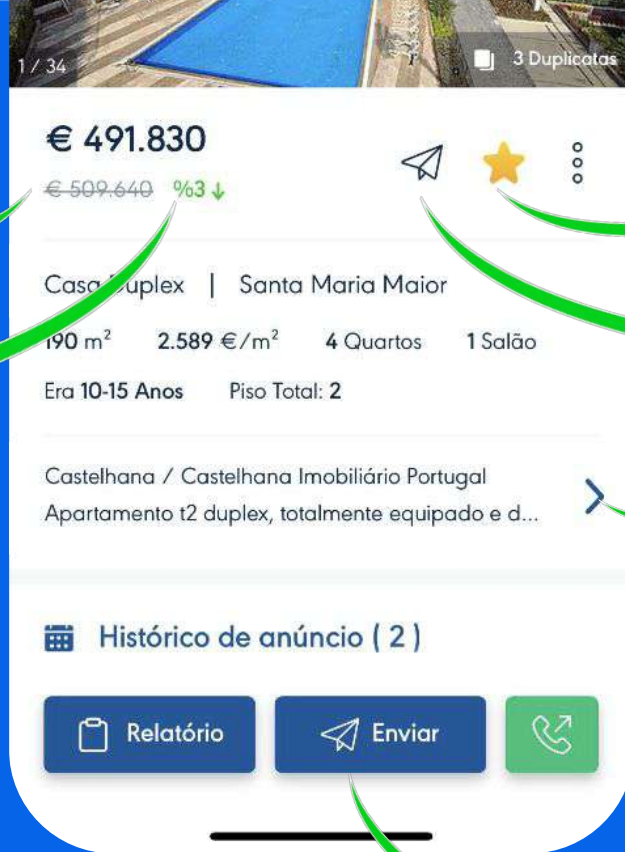 1 / 34
3 Duplicatas
€ 491.830
€ 509.640 %3 ↓
Casa Duplex | Santa Maria Maior
190 m² 2.589 €/m² 4 Quartos 1 Salão
Era 10-15 Anos Piso Total: 2
Castelhana / Castelhana Imobiliário Portugal
Apartamento t2 duplex, totalmente equipado e d...
Histórico de anúncio ( 2 )
Relatório
Enviar